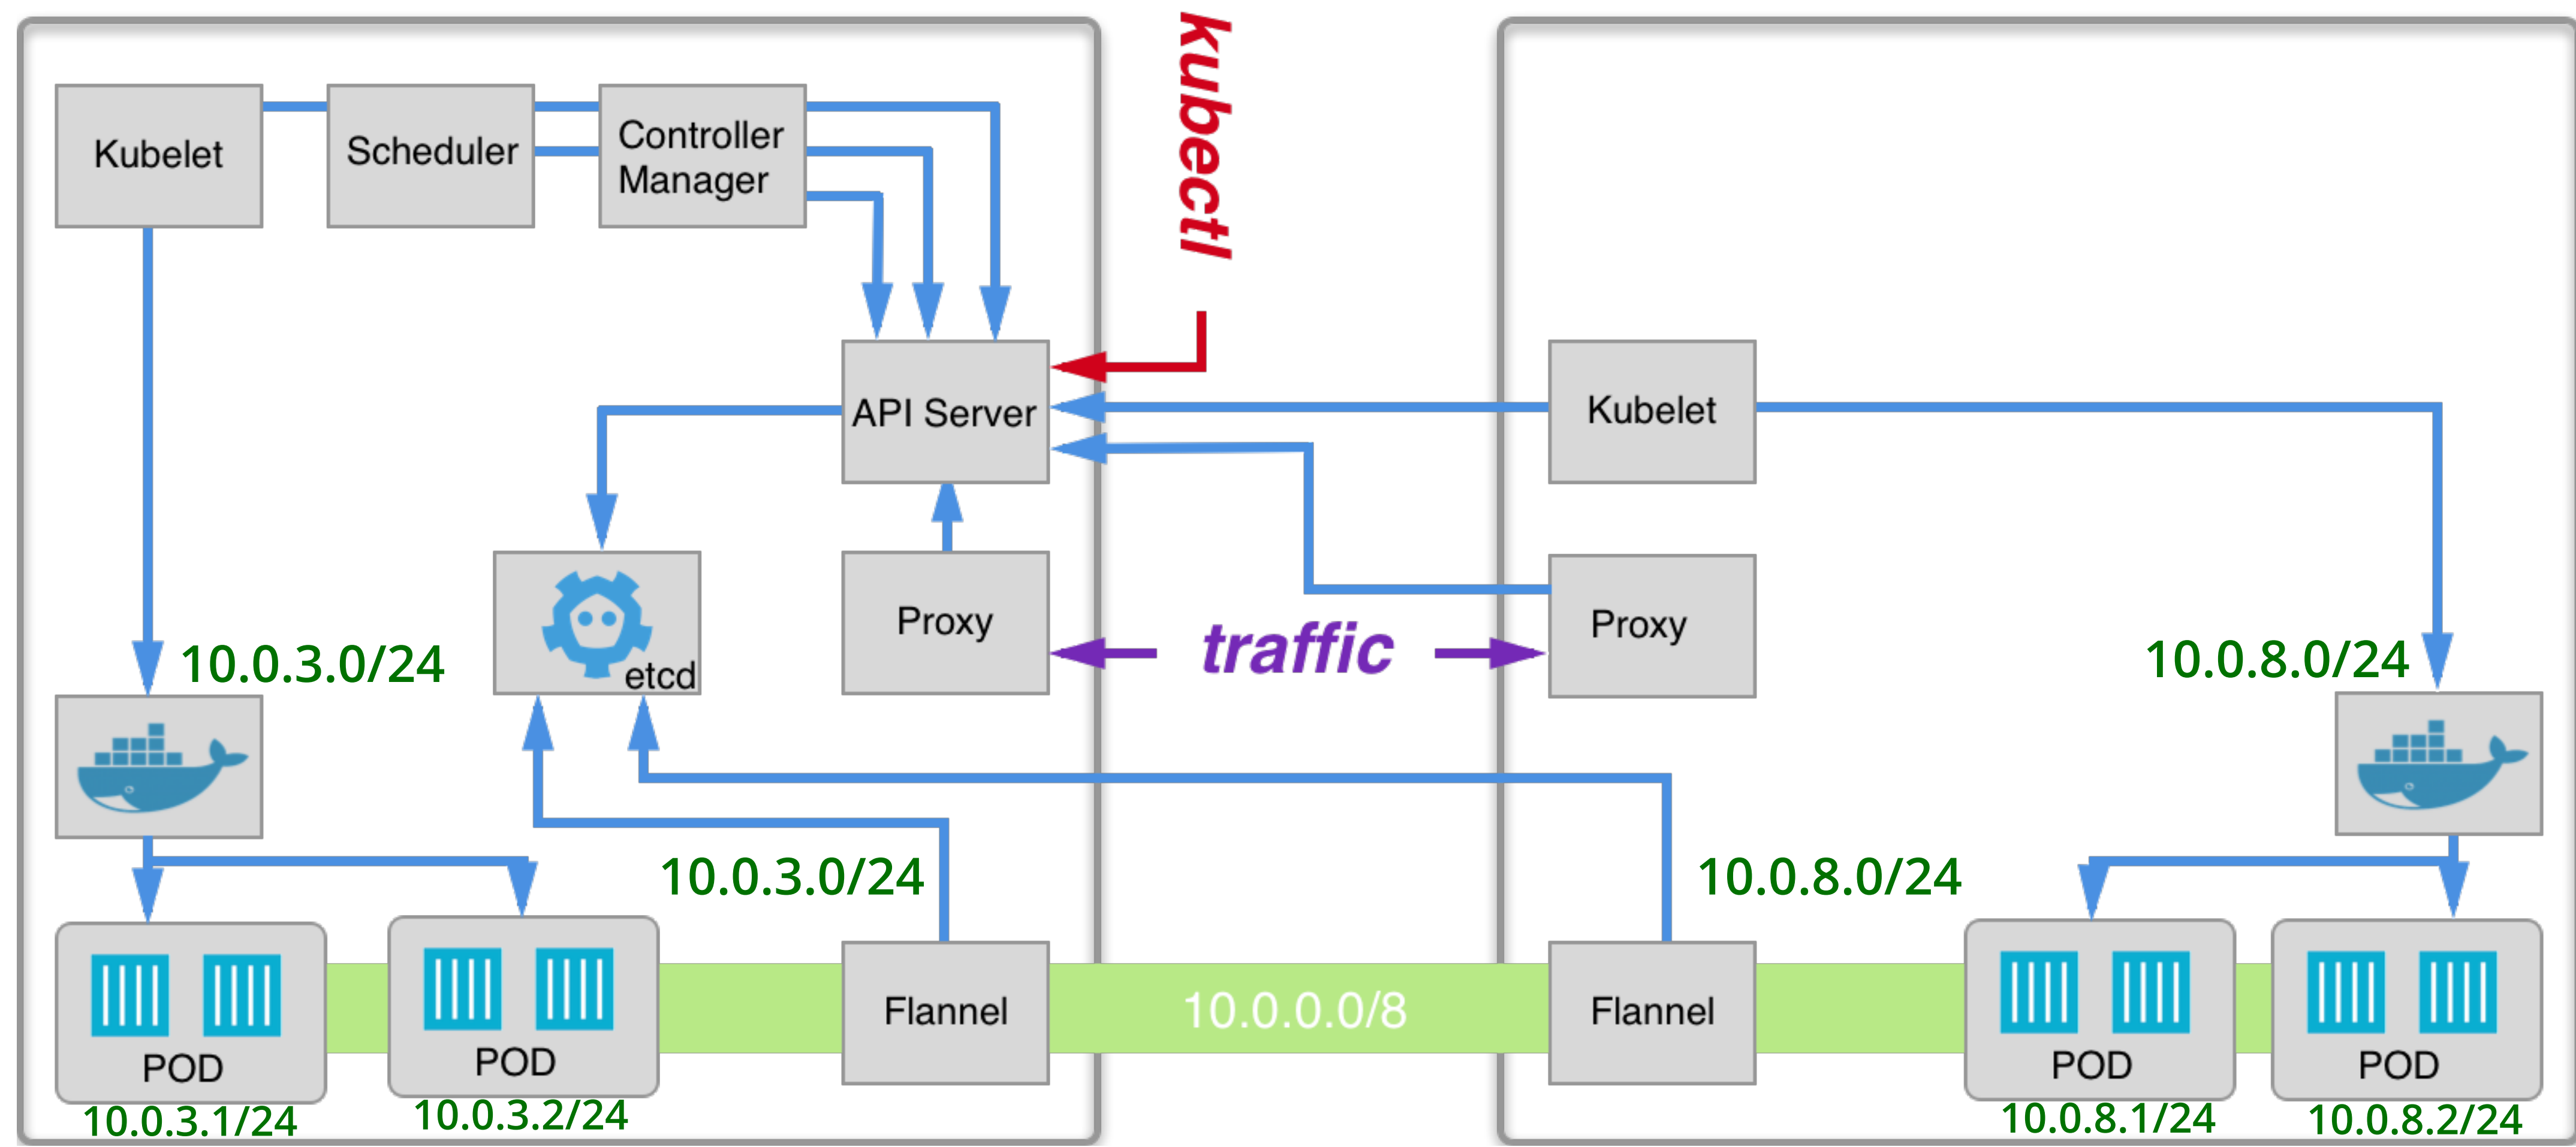 kubectl
Kubelet
Scheduler
Controller
Manager
API Server
Kubelet
etcd
Proxy
traffic
Proxy
10.0.3.0/24
10.0.8.0/24
10.0.3.0/24
10.0.8.0/24
POD
POD
Flannel
10.0.0.0/8
Flannel
POD
POD
10.0.3.1/24
10.0.3.2/24
10.0.8.1/24
10.0.8.2/24